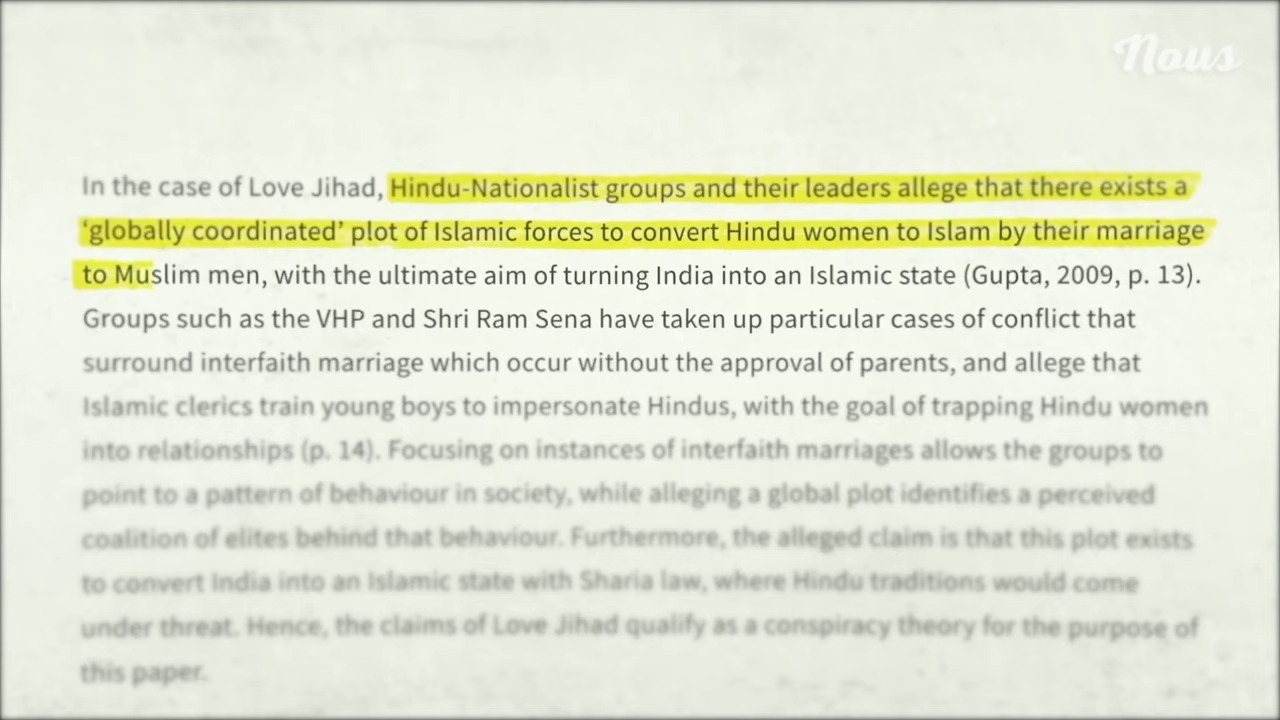 Nous
In the case of Love Jihad, Hindu-Nationalist groups and their leaders allege that there exists a
‘globally coordinated’ plot of Islamic forces to convert Hindu women to Islam by their marriage
to Muslim men, with the ultimate aim of turning India into an Islamic state (Gupta, 2009, p. 13).
Groups such as the VHP and Shri Ram Sena have taken up particular cases of conflict that
surround interfaith marriage which occur without the approval of parents, and allege that
Islamic clerics train young boys to impersonate Hindus, with the goal of trapping Hindu women
into relationships (p. 14). Focusing on instances of interfaith marriages allows the groups to
point to a pattern of behaviour in society, while alleging a global plot identifies a perceived
coalition of elites behind that behaviour. Furthermore, the alleged claim is that this plot exists
to convert India into an Islamic state with Sharia law, where Hindu traditions would come
under threat. Hence, the claims of Love Jihad qualify as a conspiracy theory for the purpose of
this paper.